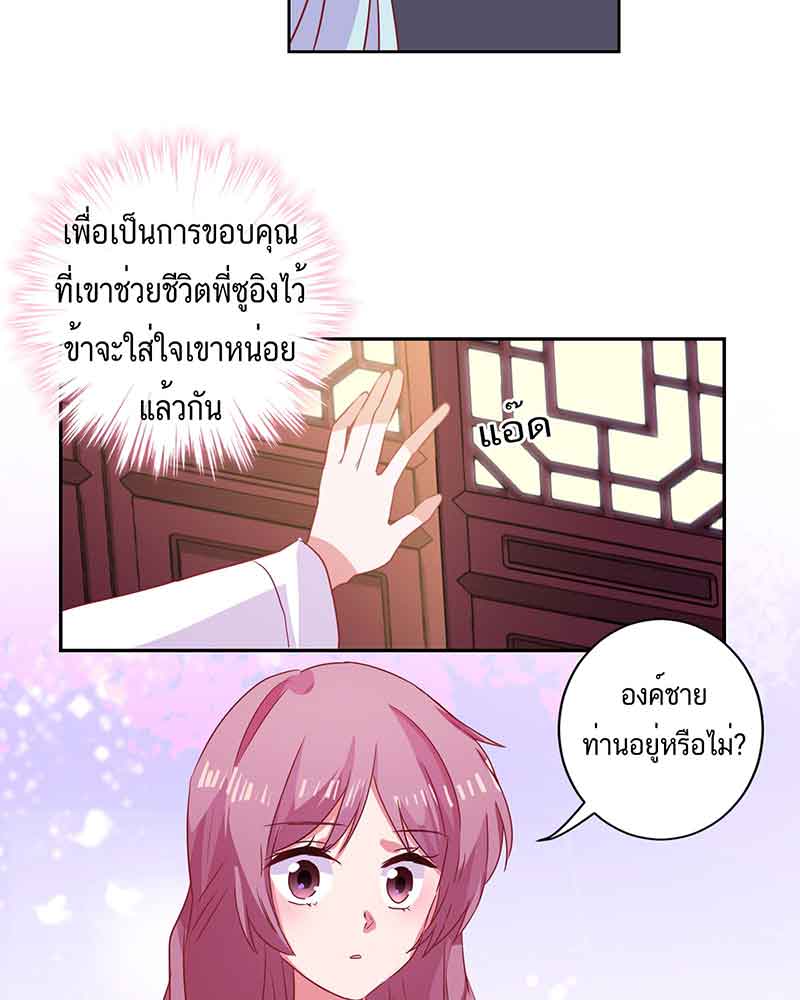 เพื่อเป็นการขอบคุณ
ที่เขาช่วยชีวิตพี่ซูอิงไว้
ข้าจะใส่ใจเขาหน่อย
แล้วกัน
แอ๊ด
องค์ชาย
ท่านอยู่หรือไม่?